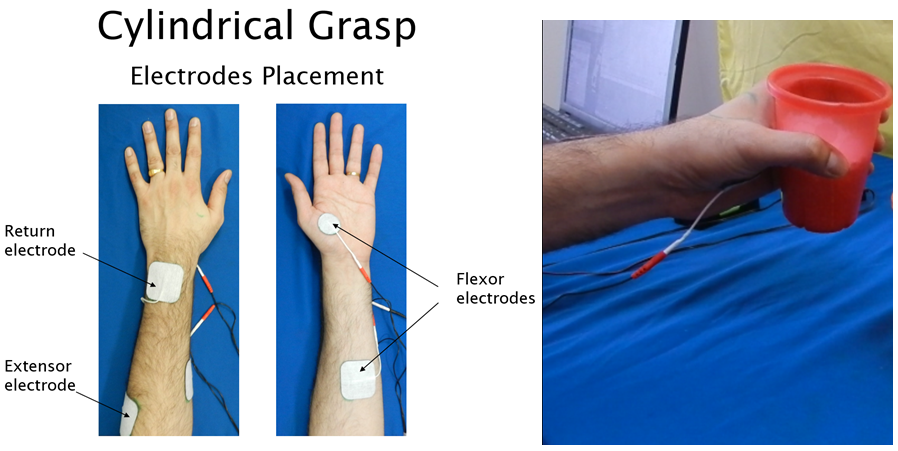 Cylindrical Grasp
Electrodes Placement
Return
electrode
Extensor
electrode
Flexor
electrodes